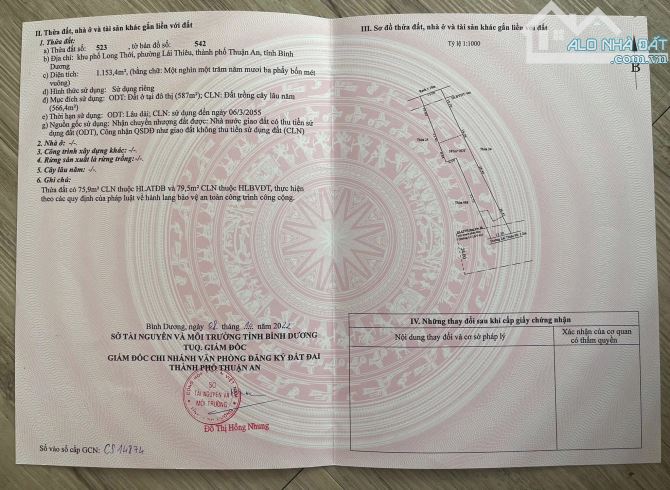 II. Thửa đất, nhà ở và tài sản khác gắn liền với đất
1. Thửa đất:
a) Thửa đất số: 523 , tờ bản đồ số: 542
b) Địa chỉ: khu phố Long Thới, phường Lái Thiêu, thành phố Thuận An, tỉnh Bình
Dương
c) Diện tích: 1.153,4m², (bằng chữ: Một nghìn một trăm năm mươi ba phẩy bốn mét
vuông)
d) Hình thức sử dụng: Sử dụng riêng
đ) Mục đích sử dụng: ODT: Đất ở tại đô thị (587m²); CLN: Đất trồng cây lâu năm
(566,4m²)
e) Thời hạn sử dụng: ODT: Lâu dài; CLN: sử dụng đến ngày 06/3/2055
g) Nguồn gốc sử dụng: Nhận chuyển nhượng đất được: Nhà nước giao đất có thu tiền sử
dụng đất (ODT), Công nhận QSDĐ như giao đất không thu tiền sử dụng đất (CLN)
2. Nhà ở: -/-.
3. Công trình xây dựng khác: -/-.
4. Rừng sản xuất là rừng trồng: -/-.
5. Cây lâu năm: -/-.
6. Ghi chú:
Thửa đất có 75,9m² CLN thuộc HLATĐB và 79,5m² CLN thuộc HLBVĐT, thực hiện
theo các quy định của pháp luật về hành lang bảo vệ an toàn công trình công cộng.
Bình Dương, ngày 08 tháng năm 2022
SỞ TÀI NGUYÊN VÀ MÔI TRƯỜNG TỈNH BÌNH DƯƠNG
TUQ. GIÁM ĐỐC
GIÁM ĐỐC CHI NHÁNH VĂN PHÒNG ĐĂNG KÝ ĐẤT ĐAI
THÀNH PHỐ THUẬN AN
SỞ
TÀI NGUYÊN VÀ
MÔI TRƯỜNG
Đỗ Thị Hồng Nhung
Số vào sổ cấp GCN: CS14874
III. Sơ đồ thửa đất, nhà ở và tài sản khác gắn liền với đất
Tỷ lệ 1:1000
ALO NHÀ ĐẤT
B
IV. Những thay đổi sau khi cấp giấy chứng nhận
Nội dung thay đổi và cơ sở pháp lý
Xác nhận của cơ quan
có thẩm quyền